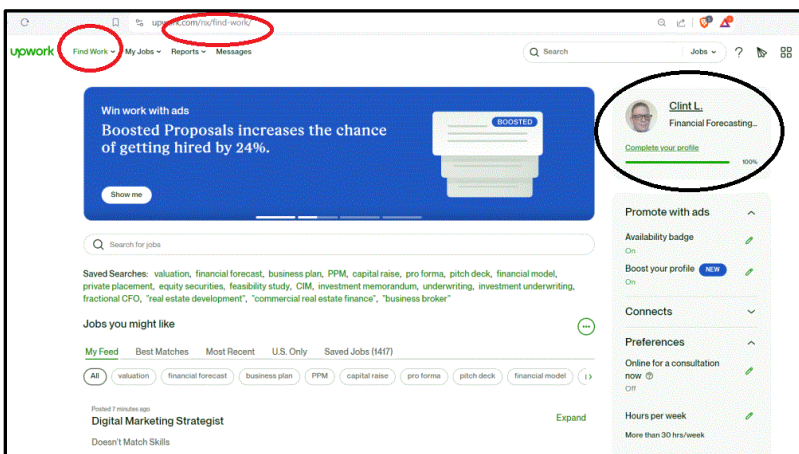 upwork.com/nx/find-work/
upwork Find Work My Jobs Reports Messages Search Jobs ?
Win work with ads
Boosted Proposals increases the chance
of getting hired by 24%.
BOOSTED
Show me
Clint L.
Financial Forecasting...
Complete your profile
100%
Promote with ads
Availability badge
On
Boost your profile NEW
On
Connects
Preferences
Online for a consultation
now
Off
Hours per week
More than 30 hrs/week
Search for jobs
Saved Searches: valuation, financial forecast, business plan, PPM, capital raise, pro forma, pitch deck, financial model,
private placement, equity securities, feasibility study, CIM, investment memorandum, underwriting, investment underwriting,
fractional CFO, "real estate development", "commercial real estate finance", "business broker"
Jobs you might like
My Feed Best Matches Most Recent U.S. Only Saved Jobs (1417)
All valuation financial forecast business plan PPM capital raise pro forma pitch deck financial model
Posted 7 minutes ago
Digital Marketing Strategist
Expand
Doesn't Match Skills